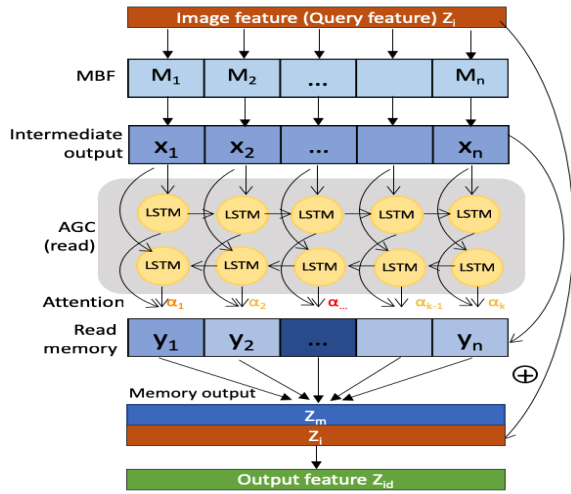 Image feature (Query feature) Zi
MBF M1 M2 ... Mn
Intermediate output x1 x2 ... xn
AGC (read)
LSTM LSTM LSTM LSTM LSTM
LSTM LSTM LSTM LSTM LSTM
Attention α1 α2 α... αk-1 αk
Read memory y1 y2 ... yn
⊕
Memory output
Zm
Zi
Output feature Zid